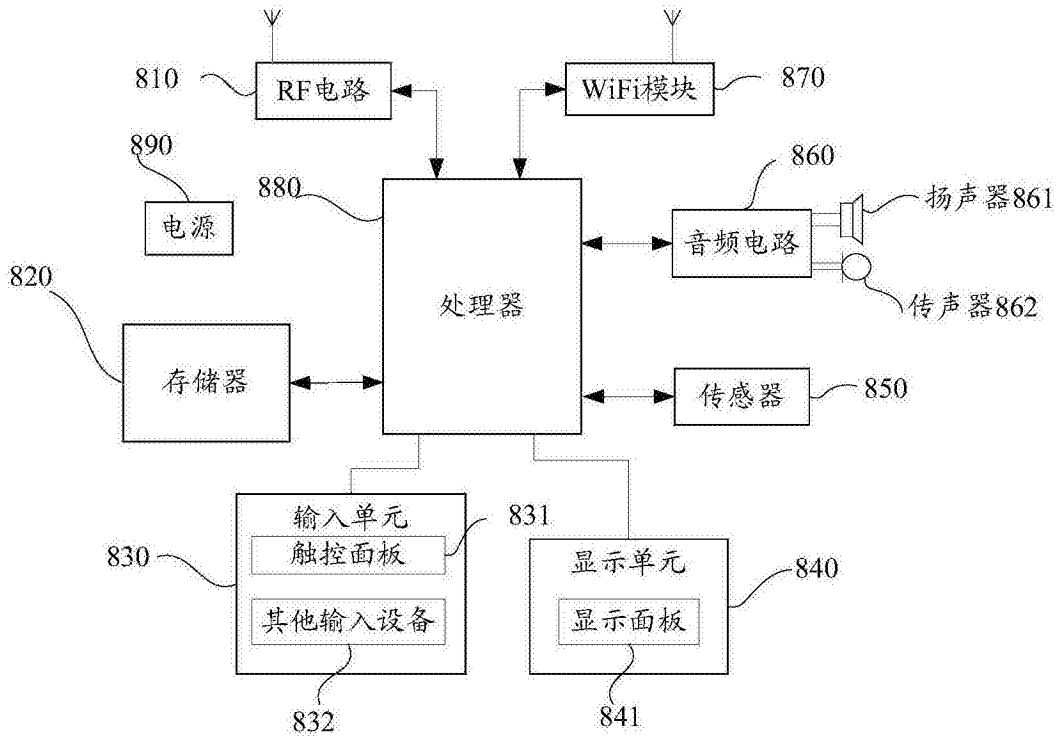 810
RF电路
WiFi模块
870
890
电源
880
860
音频电路
扬声器861
传声器862
820
存储器
处理器
传感器
850
830
输入单元
触控面板
831
其他输入设备
832
显示单元
840
显示面板
841